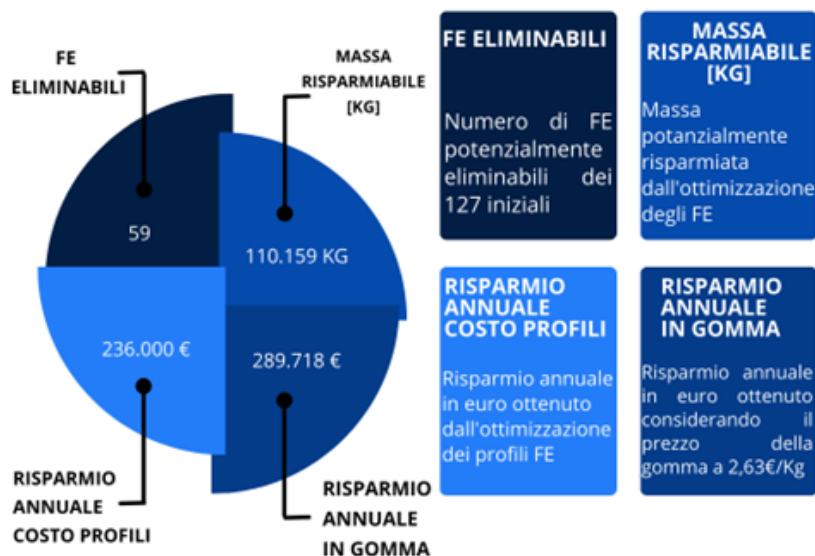 FE
ELIMINABILI
MASSA
RISPARMIABILE
[KG]
59
110.159 KG
236.000 €
289.718 €
RISPARMIO
ANNUALE
COSTO PROFILI
RISPARMIO
ANNUALE
IN GOMMA
FE ELIMINABILI
Numero di FE
potenzialmente
eliminabili dei
127 iniziali
MASSA
RISPARMIABILE
[KG]
Massa
potanzialmente
risparmiata
dall'ottimizzazione
degli FE
RISPARMIO
ANNUALE
COSTO PROFILI
Risparmio annuale
in euro ottenuto
dall'ottimizzazione
dei profili FE
RISPARMIO
ANNUALE
IN GOMMA
Risparmio annuale
in euro ottenuto
considerando il
prezzo della
gomma a 2,63€/Kg